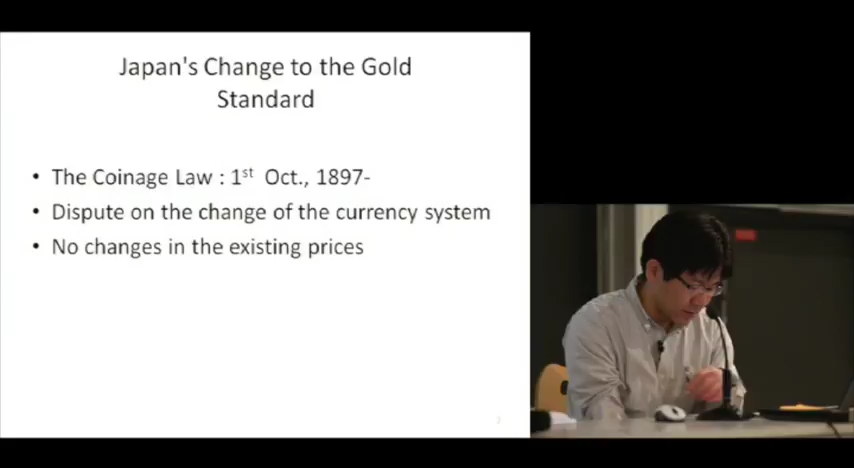 Japan's Change to the Gold
Standard
• The Coinage Law : 1st Oct., 1897-
• Dispute on the change of the currency system
• No changes in the existing prices